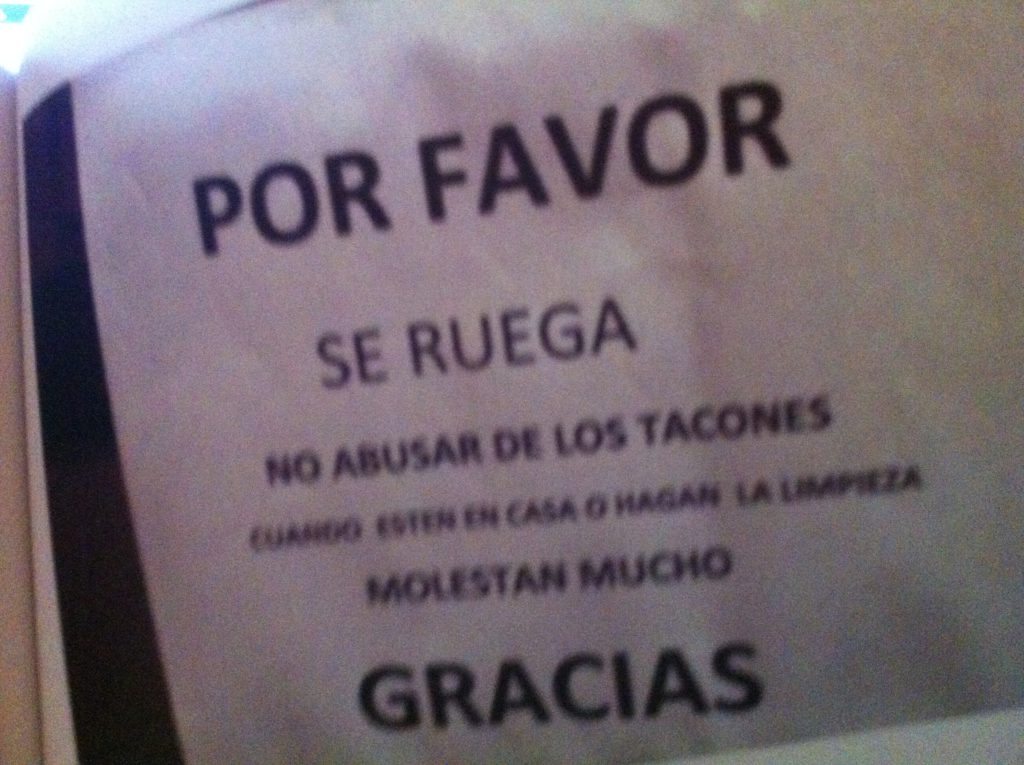 POR FAVOR
SE RUEGA
NO ABUSAR DE LOS TACONES
CUANDO ESTEN EN CASA O HAGAN LA LIMPIEZA
MOLESTAN MUCHO
GRACIAS